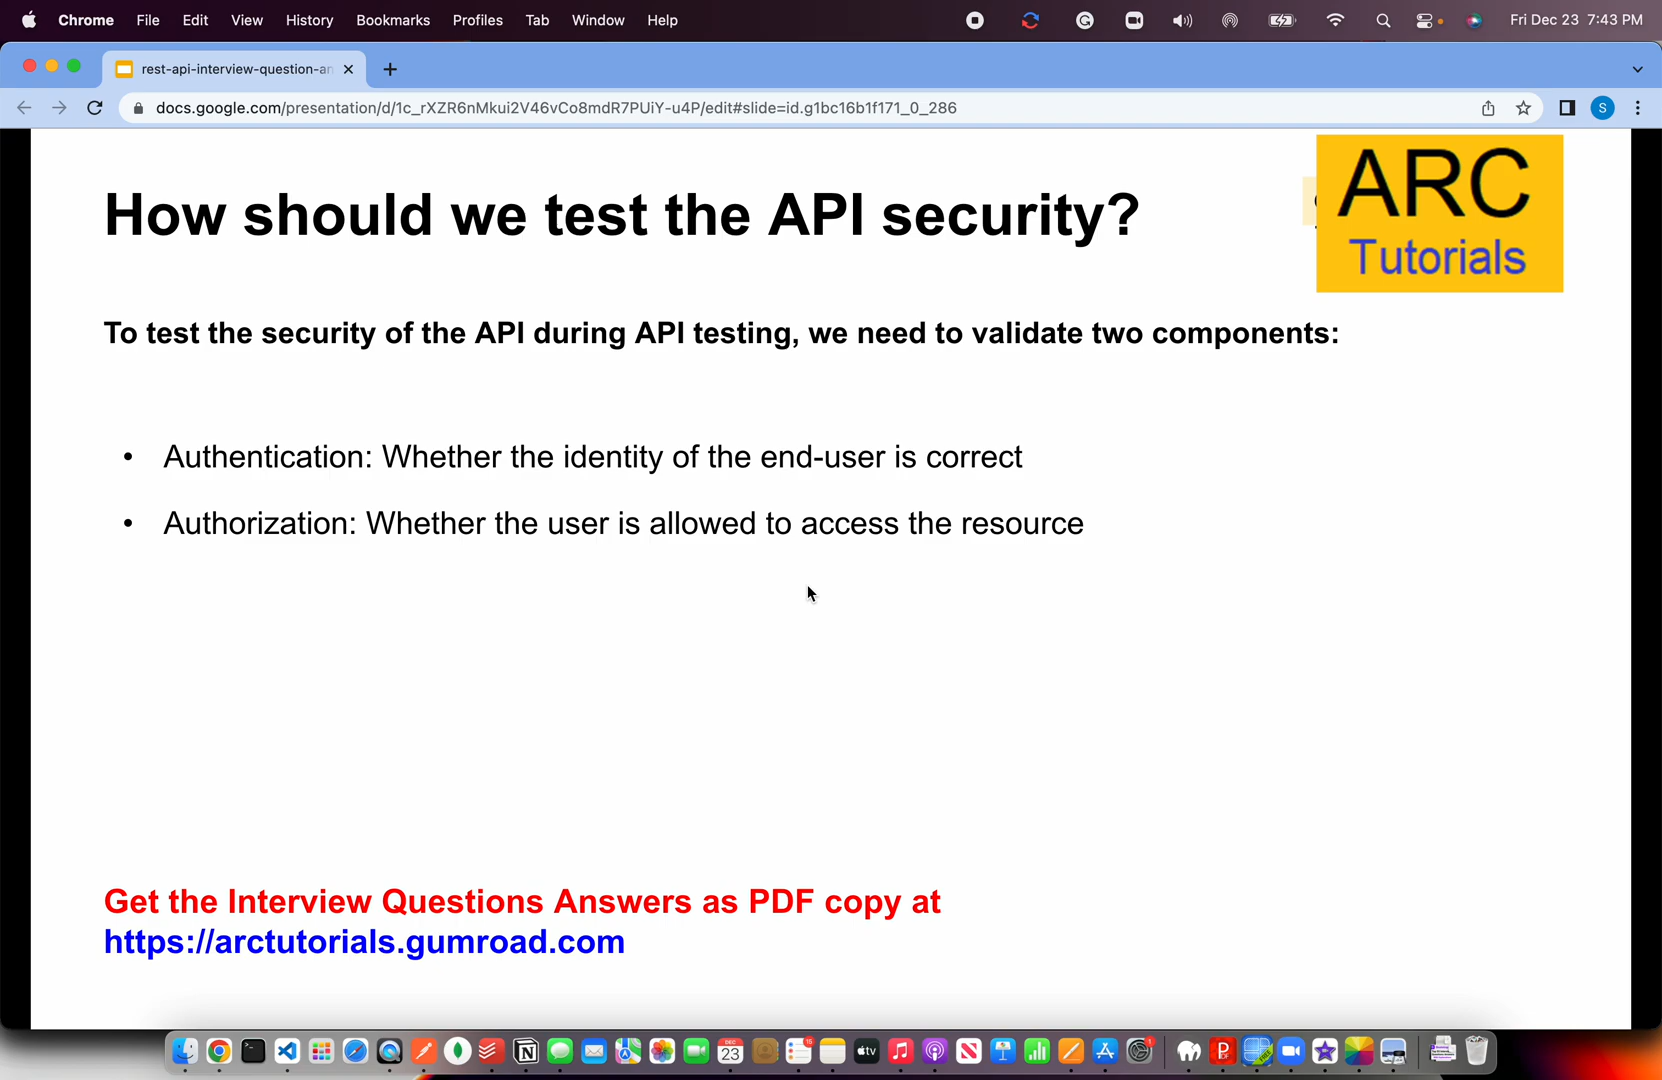 Chrome File Edit View History Bookmarks Profiles Tab Window Help
Fri Dec 23 7:43 PM
rest-api-interview-question-an
docs.google.com/presentation/d/1c_rXZR6nMkui2V46vCo8mdR7PUiY-u4P/edit#slide=id.g1bc16b1f171_0_286
S
How should we test the API security?
ARC
Tutorials
To test the security of the API during API testing, we need to validate two components:
• Authentication: Whether the identity of the end-user is correct
• Authorization: Whether the user is allowed to access the resource
Get the Interview Questions Answers as PDF copy at
https://arctutorials.gumroad.com
DEC
23
tv